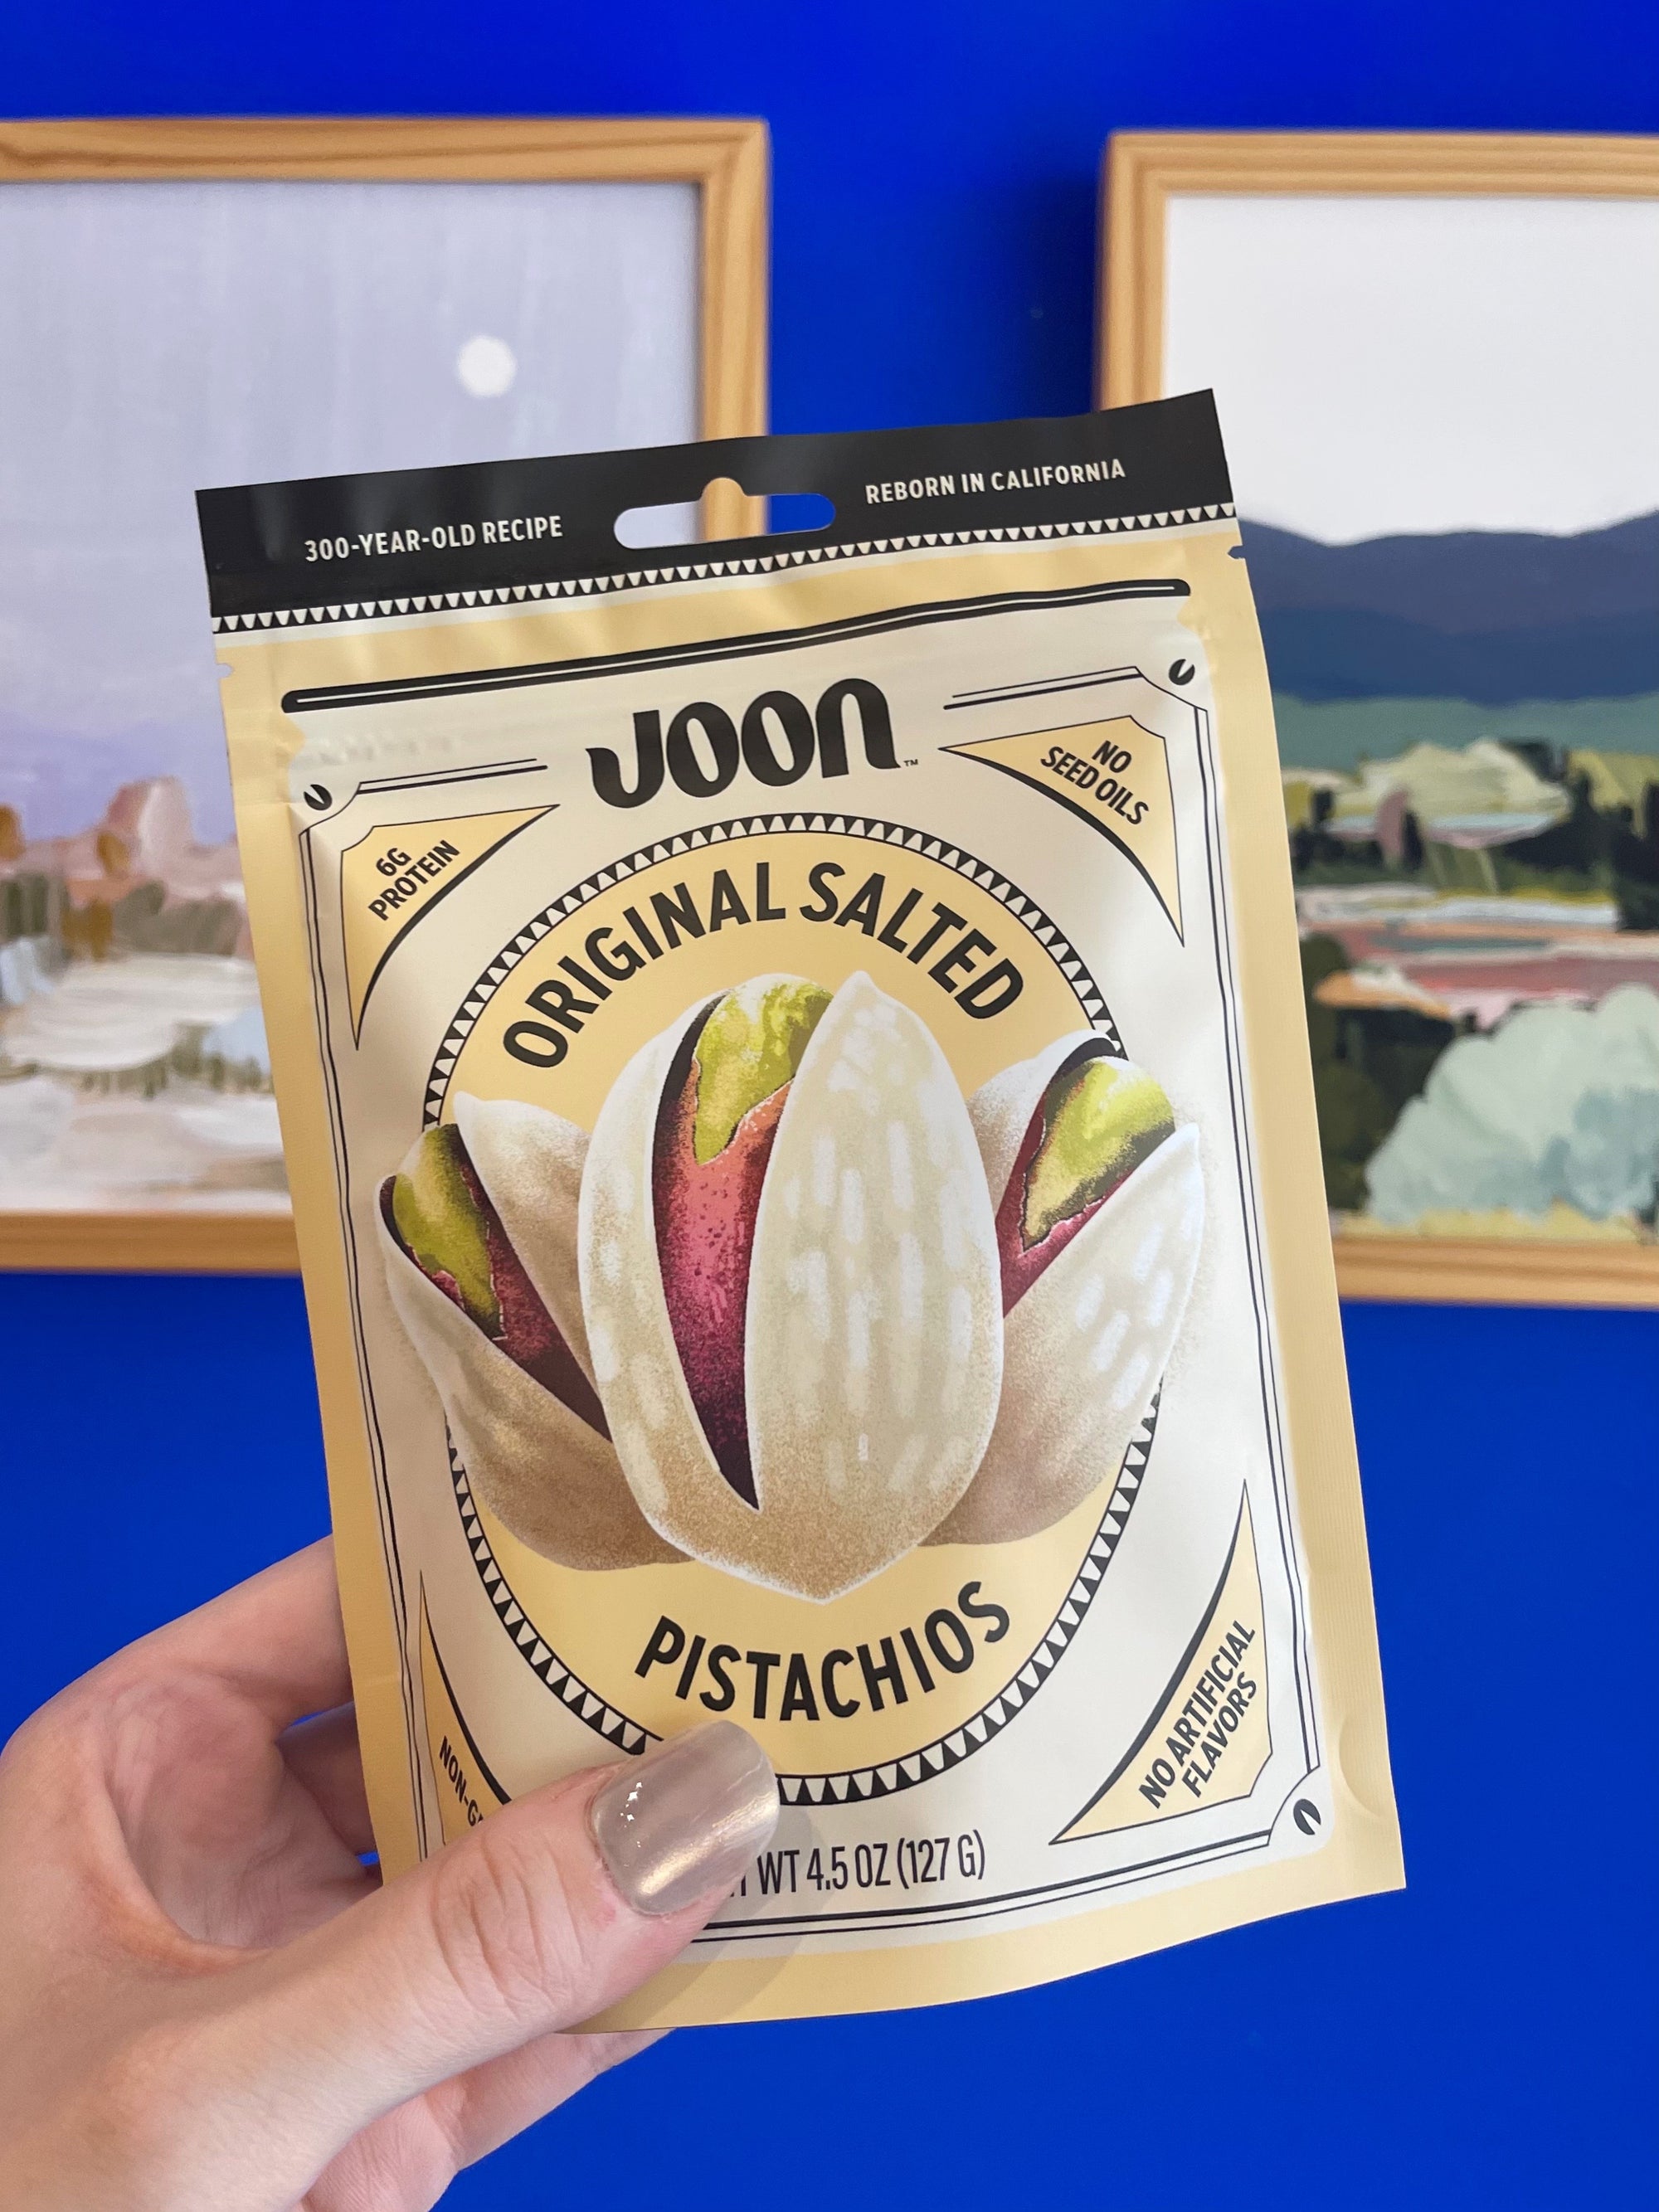 300-YEAR-OLD RECIPE
REBORN IN CALIFORNIA
JOON™
6G
PROTEIN
NO
SEED OILS
ORIGINAL SALTED
PISTACHIOS
NO ARTIFICIAL
FLAVORS
WT 4.5 OZ (127 G)